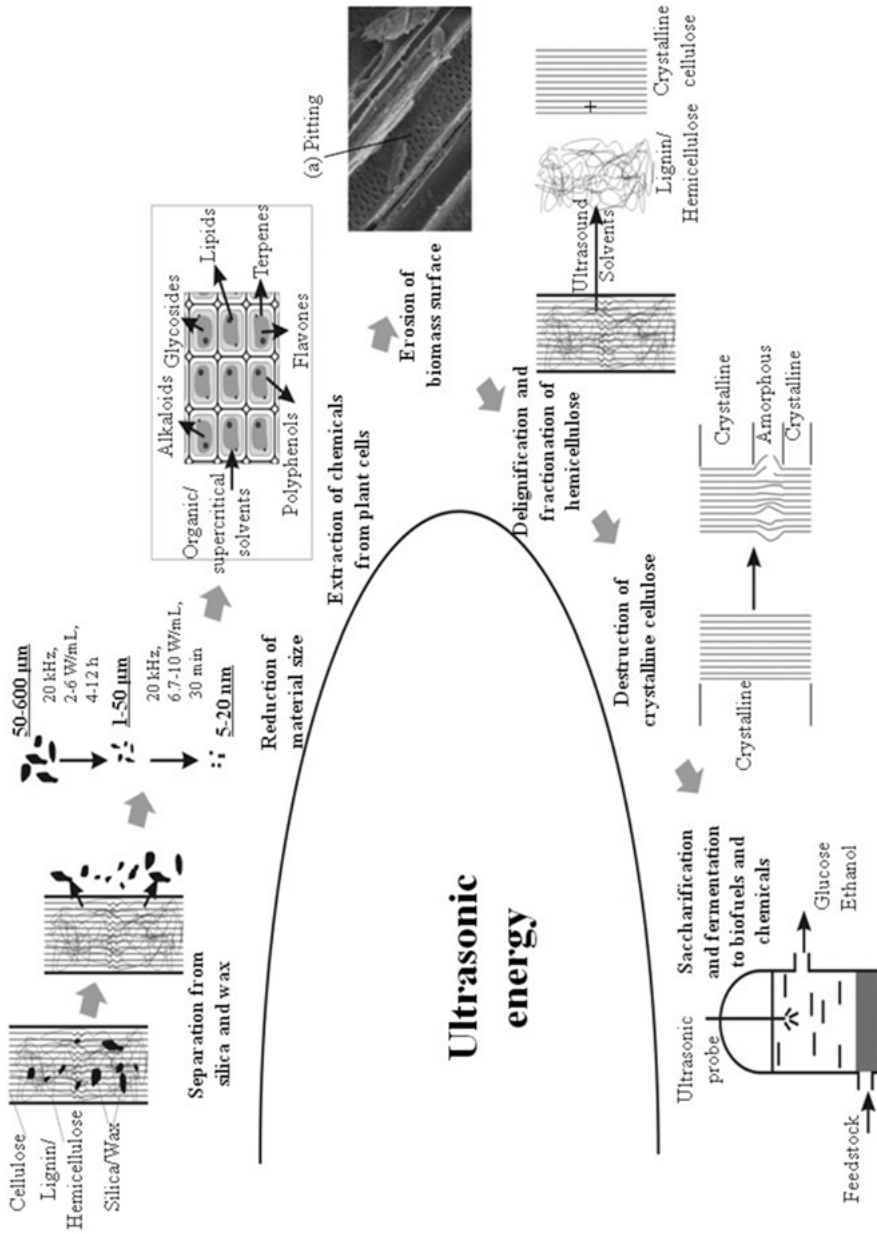 Cellulose
Lignin/
Hemicellulose
Silica/Wax
Separation from
silica and wax
50-600 µm
20 kHz,
2-6 W/mL,
4-12 h
1-50 µm
20 kHz,
6.7-10 W/mL,
30 min
5-20 nm
Reduction of
material size
Alkaloids
Glycosides
Lipids
Organic/
supercritical
solvents
Polyphenols
Flavones
Terpenes
Extraction of chemicals
from plant cells
(a) Pitting
Erosion of
biomass surface
Ultrasonic
energy
Delignification and
fractionation of
hemicellulose
Ultrasound
Solvents
+
Lignin/
Hemicellulose
Crystalline
cellulose
Destruction of
crystalline cellulose
Crystalline
Crystalline
Amorphous
Crystalline
Saccharification
and fermentation
to biofuels and
chemicals
Ultrasonic
probe
Feedstock
Glucose
Ethanol